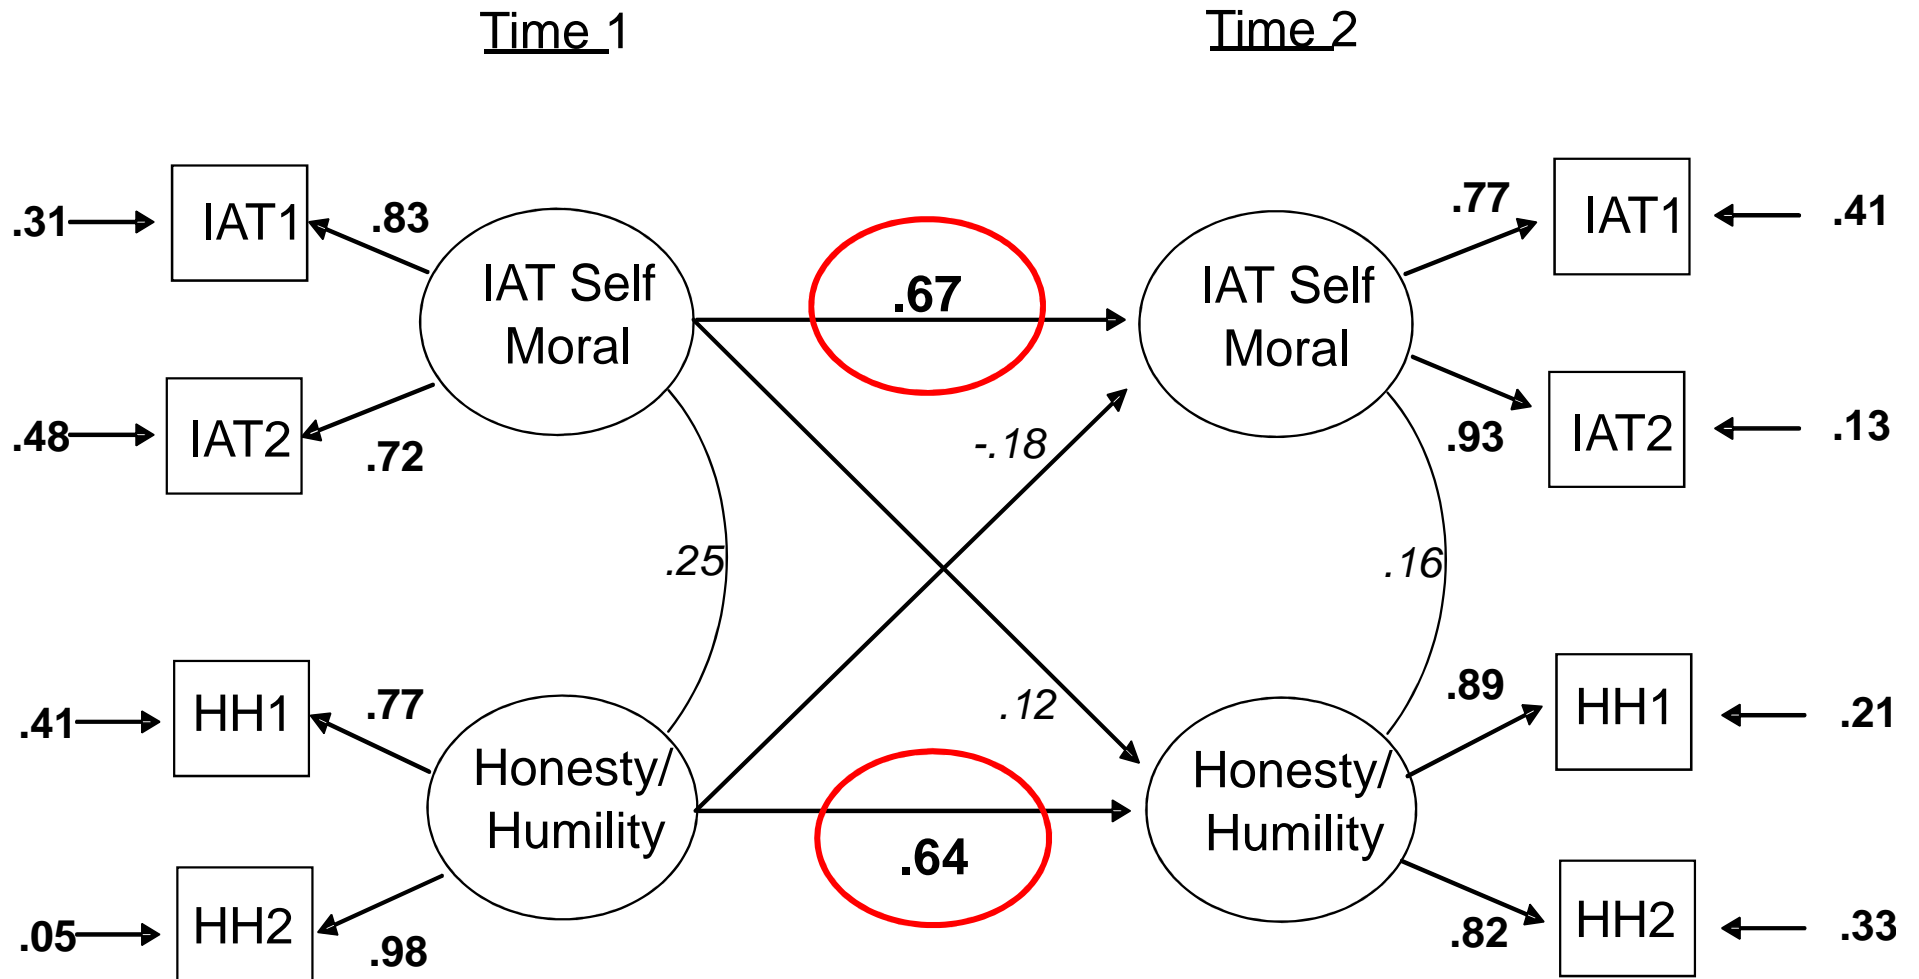 Time 1
Time 2
.31
IAT1
.83
IAT Self
Moral
.67
IAT Self
Moral
.77
IAT1
.41
.48
IAT2
.72
-.18
.93
IAT2
.13
.25
.16
.41
HH1
.77
.12
.89
HH1
.21
Honesty/
Humility
.64
Honesty/
Humility
.05
HH2
.98
.82
HH2
.33